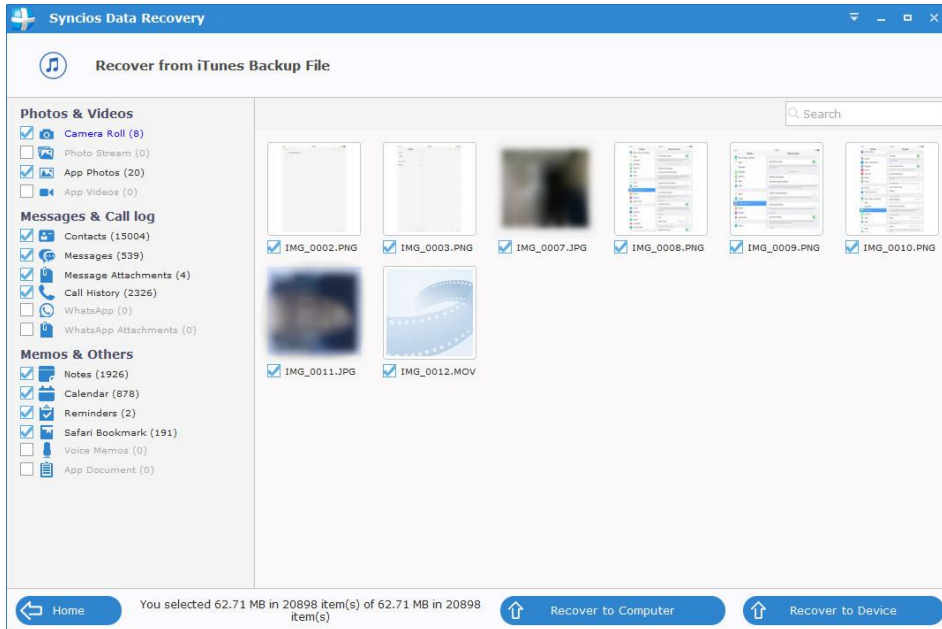 Syncios Data Recovery
Recover from iTunes Backup File
Photos & Videos
Camera Roll (8)
Photo Stream (0)
App Photos (20)
App Videos (0)
Messages & Call log
Contacts (15004)
Messages (539)
Message Attachments (4)
Call History (2326)
WhatsApp (0)
WhatsApp Attachments (0)
Memos & Others
Notes (1926)
Calendar (878)
Reminders (2)
Safari Bookmark (191)
Voice Memos (0)
App Document (0)
Search
IMG_0002.PNG
IMG_0003.PNG
IMG_0007.JPG
IMG_0008.PNG
IMG_0009.PNG
IMG_0010.PNG
IMG_0011.JPG
IMG_0012.MOV
Home
You selected 62.71 MB in 20898 item(s) of 62.71 MB in 20898
item(s)
Recover to Computer
Recover to Device